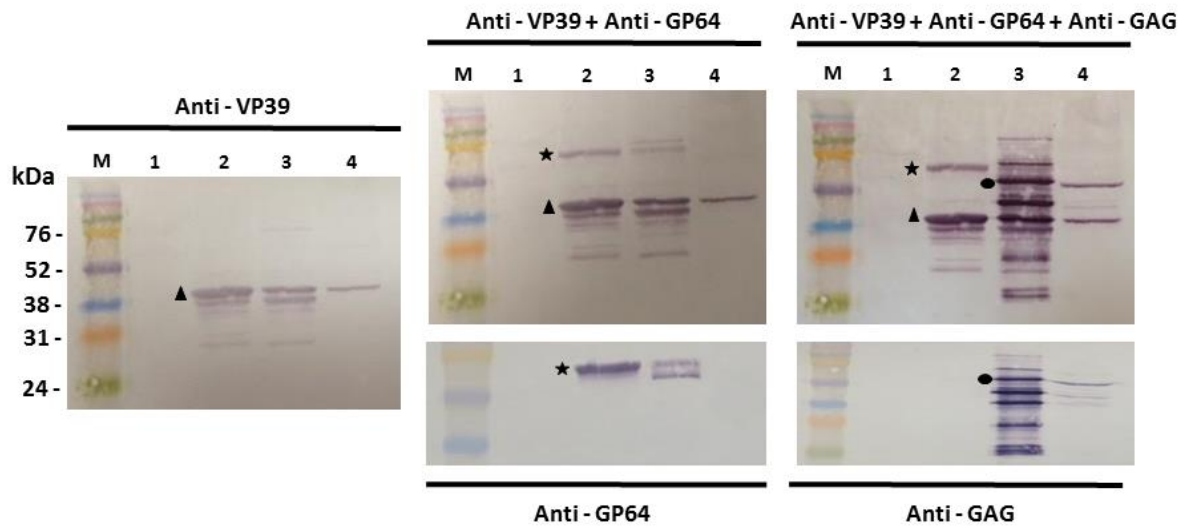 Anti - VP39 + Anti - GP64
Anti - VP39 + Anti - GP64 + Anti - GAG
M 1 2 3 4
M 1 2 3 4
Anti - VP39
M 1 2 3 4
kDa
76 -
52 -
38 -
31 -
24 -
Anti - GP64
Anti - GAG